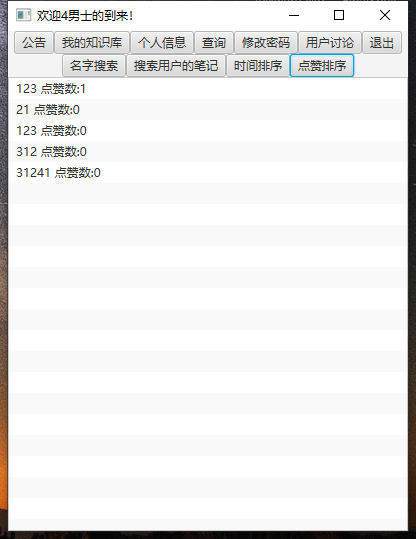 欢迎4男士的到来！
公告 我的知识库 个人信息 查询 修改密码 用户讨论 退出
名字搜索 搜索用户的笔记 时间排序 点赞排序
123 点赞数:1
21 点赞数:0
123 点赞数:0
312 点赞数:0
31241 点赞数:0